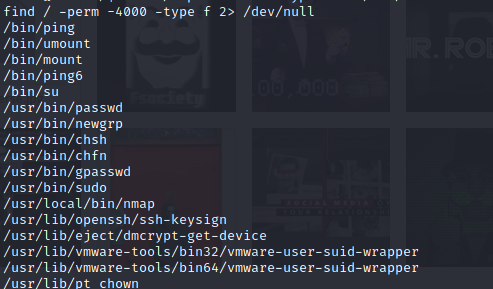 find / -perm -4000 -type f 2> /dev/null
/bin/ping
/bin/umount
/bin/mount
/bin/ping6
/bin/su
/usr/bin/passwd
/usr/bin/newgrp
/usr/bin/chsh
/usr/bin/chfn
/usr/bin/gpasswd
/usr/bin/sudo
/usr/local/bin/nmap
/usr/lib/openssh/ssh-keysign
/usr/lib/eject/dmcrypt-get-device
/usr/lib/vmware-tools/bin32/vmware-user-suid-wrapper
/usr/lib/vmware-tools/bin64/vmware-user-suid-wrapper
/usr/lib/pt_chown